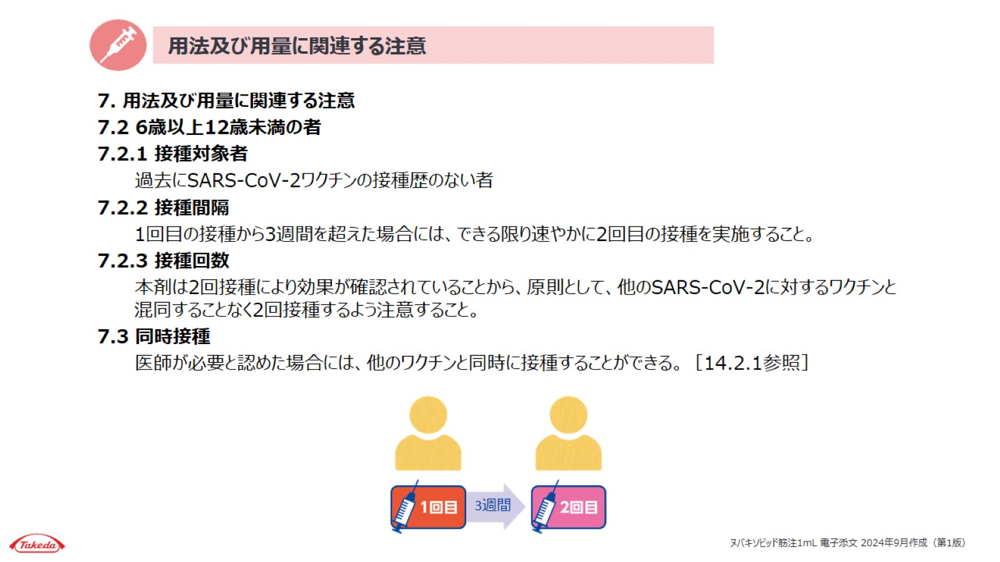 用法及び用量に関連する注意
7. 用法及び用量に関連する注意
7.2 6歳以上12歳未満の者
7.2.1 接種対象者
過去にSARS-CoV-2ワクチンの接種歴のない者
7.2.2 接種間隔
1回目の接種から3週間を超えた場合には、できる限り速やかに2回目の接種を実施すること。
7.2.3 接種回数
本剤は2回接種により効果が確認されていることから、原則として、他のSARS-CoV-2に対するワクチンと
混同することなく2回接種するよう注意すること。
7.3 同時接種
医師が必要と認めた場合には、他のワクチンと同時に接種することができる。［14.2.1参照］
1回目
3週間
2回目
Takeda
ヌバキソビッド筋注1mL 電子添文 2024年9月作成（第1版）